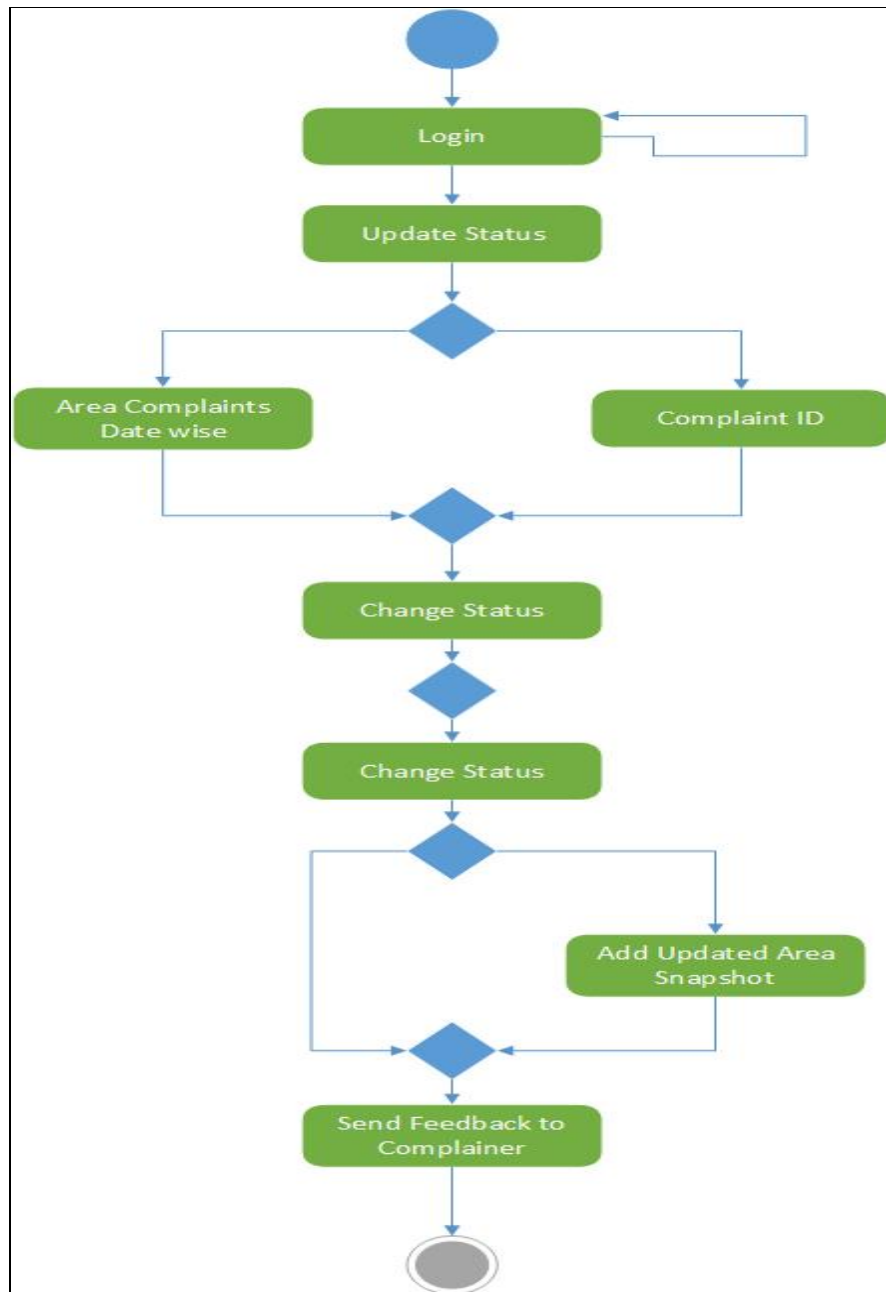 Login
Update Status
Area Complaints
Date wise
Complaint ID
Change Status
Change Status
Add Updated Area
Snapshot
Send Feedback to
Complainer